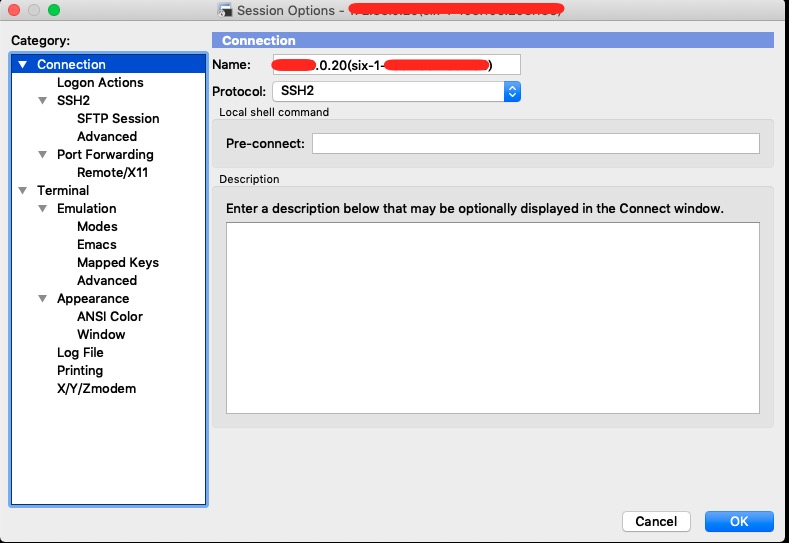 Session Options -
Category:
Connection
Logon Actions
SSH2
SFTP Session
Advanced
Port Forwarding
Remote/X11
Terminal
Emulation
Modes
Emacs
Mapped Keys
Advanced
Appearance
ANSI Color
Window
Log File
Printing
X/Y/Zmodem
Connection
Name: .0.20(six-1- )
Protocol: SSH2
Local shell command
Pre-connect:
Description
Enter a description below that may be optionally displayed in the Connect window.
Cancel OK